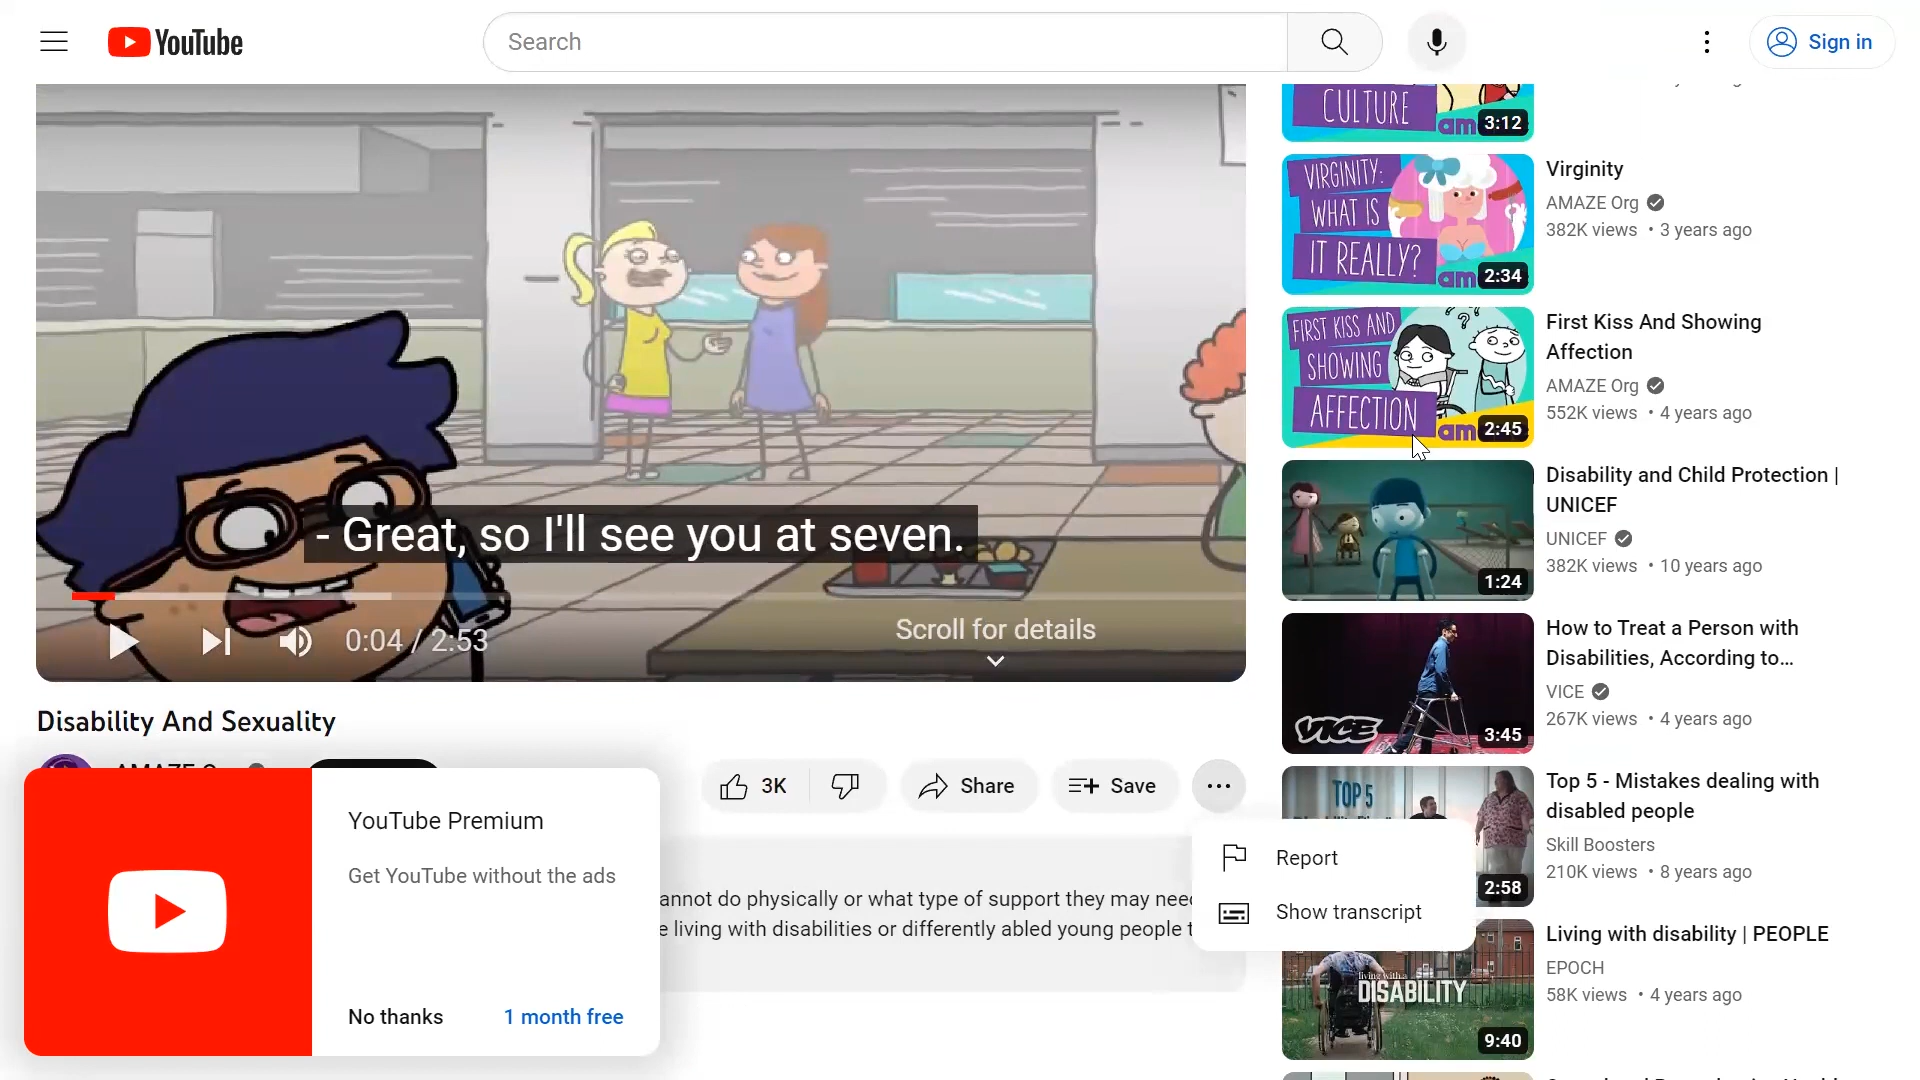 YouTube
Search
Sign in
- Great, so I'll see you at seven.
0:04 / 2:53
Scroll for details
Disability And Sexuality
3K
Share
Save
Report
Show transcript
YouTube Premium
Get YouTube without the ads
No thanks
1 month free
annot do physically or what type of support they may need
living with disabilities or differently abled young people
CULTURE
am
3:12
VIRGINITY:
WHAT IS
IT REALLY?
am
2:34
Virginity
AMAZE Org
382K views • 3 years ago
FIRST KISS AND
SHOWING
AFFECTION
am
2:45
First Kiss And Showing
Affection
AMAZE Org
552K views • 4 years ago
1:24
Disability and Child Protection |
UNICEF
UNICEF
382K views • 10 years ago
VICE
3:45
How to Treat a Person with
Disabilities, According to...
VICE
267K views • 4 years ago
TOP 5
2:58
Top 5 - Mistakes dealing with
disabled people
Skill Boosters
210K views • 8 years ago
living with a
DISABILITY
9:40
Living with disability | PEOPLE
EPOCH
58K views • 4 years ago